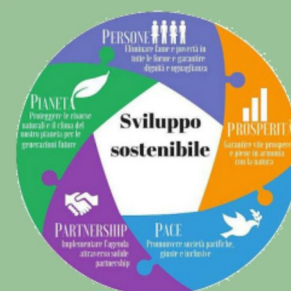 PERSONE
Eliminare fame e povertà in
tutte le forme e garantire
dignità e uguaglianza
PIANETA
Proteggere le risorse
naturali e il clima del
nostro pianeta per le
generazioni future
Sviluppo
sostenibile
PROSPERITÀ
Garantire vite prospere
e piene in armonia
con la natura
PARTNERSHIP
Implementare l'agenda
attraverso solide
partnership
PACE
Promuovere società pacifiche,
giuste e inclusive